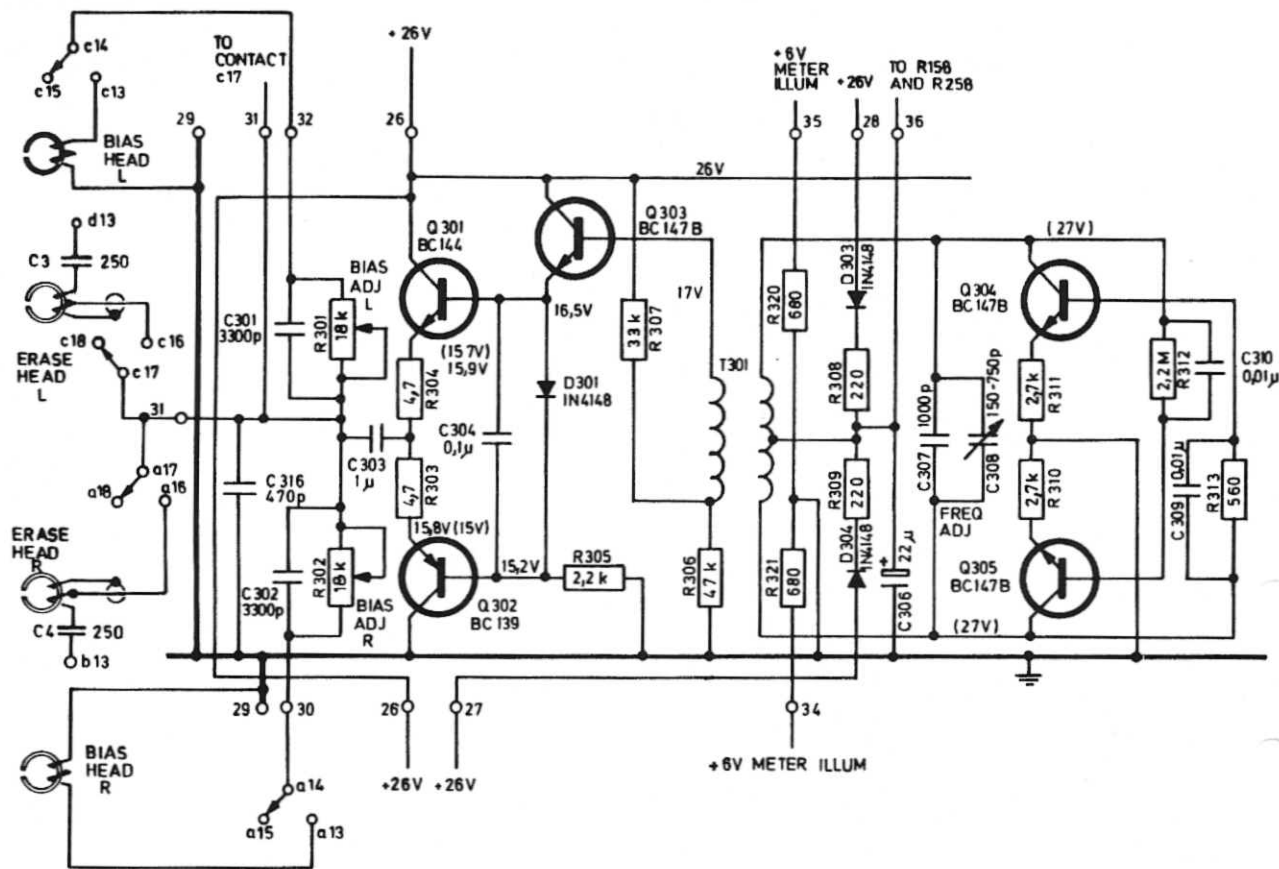 c14
c15
c13
BIAS
HEAD
L
29
TO
CONTACT
c17
31
32
+26V
26
+6V
METER
ILLUM
+26V
TO R158
AND R258
35
28
36
26V
d13
C3
250
c18
c16
c17
ERASE
HEAD
L
31
C301
3300p
R301
18k
BIAS
ADJ
L
Q301
BC144
Q303
BC147B
16,5V
17V
(15 7V)
15,9V
4,7
R304
D301
IN4148
C304
0,1µ
33k
R307
T301
R320
680
D303
IN4148
R308
220
(27V)
Q304
BC147B
C310
0,01µ
2,2M
R312
R311
2,7k
1000p
C307
150-750p
C308
FREQ
ADJ
R310
2,7k
0,01µ
C309
R313
560
C303
1µ
4,7
R303
C316
470p
a17
a18
a16
ERASE
HEAD
R
C4
250
b13
C302
3300p
R302
18k
BIAS
ADJ
R
15,8V(15V)
15,2V
R305
2,2k
Q302
BC139
R306
47k
R321
680
R309
220
D304
IN4148
22µ
+
C306
Q305
BC147B
(27V)
29
30
26
27
34
BIAS
HEAD
R
a14
a15
a13
+26V
+26V
+6V METER ILLUM